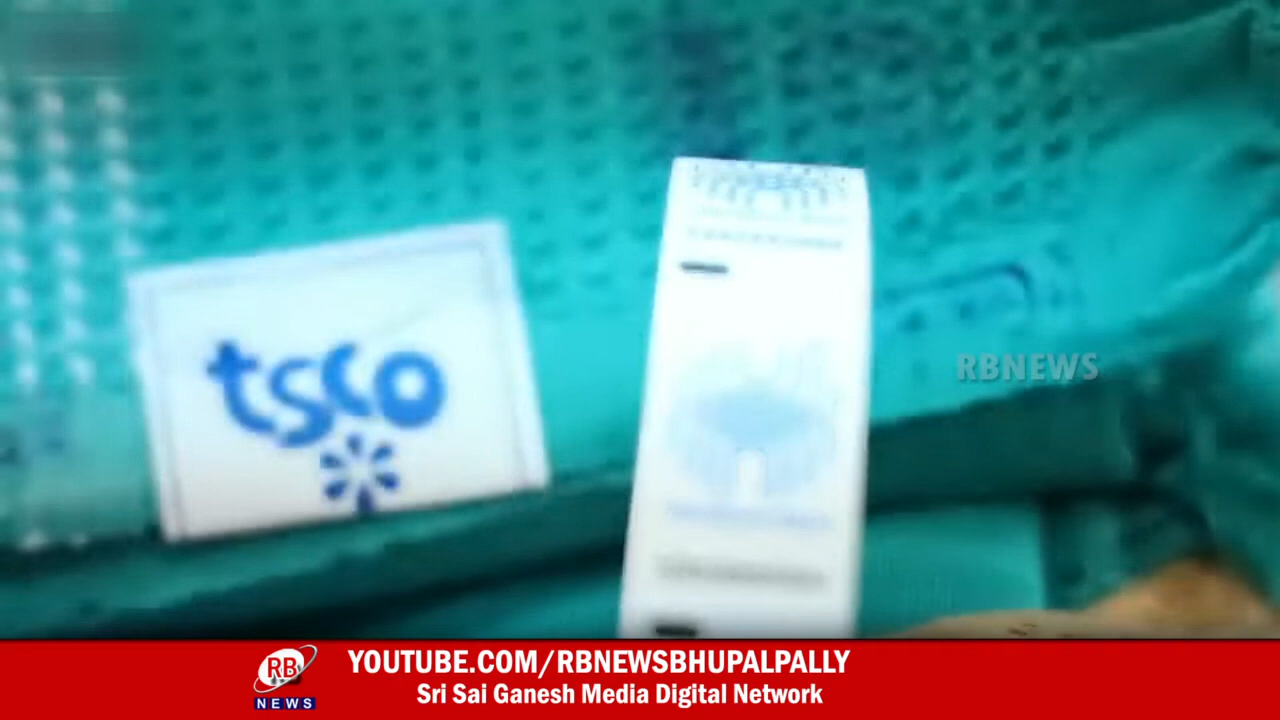 tsco
RBNEWS
RB
NEWS
YOUTUBE.COM/RBNEWSBHUPALPALLY
Sri Sai Ganesh Media Digital Network